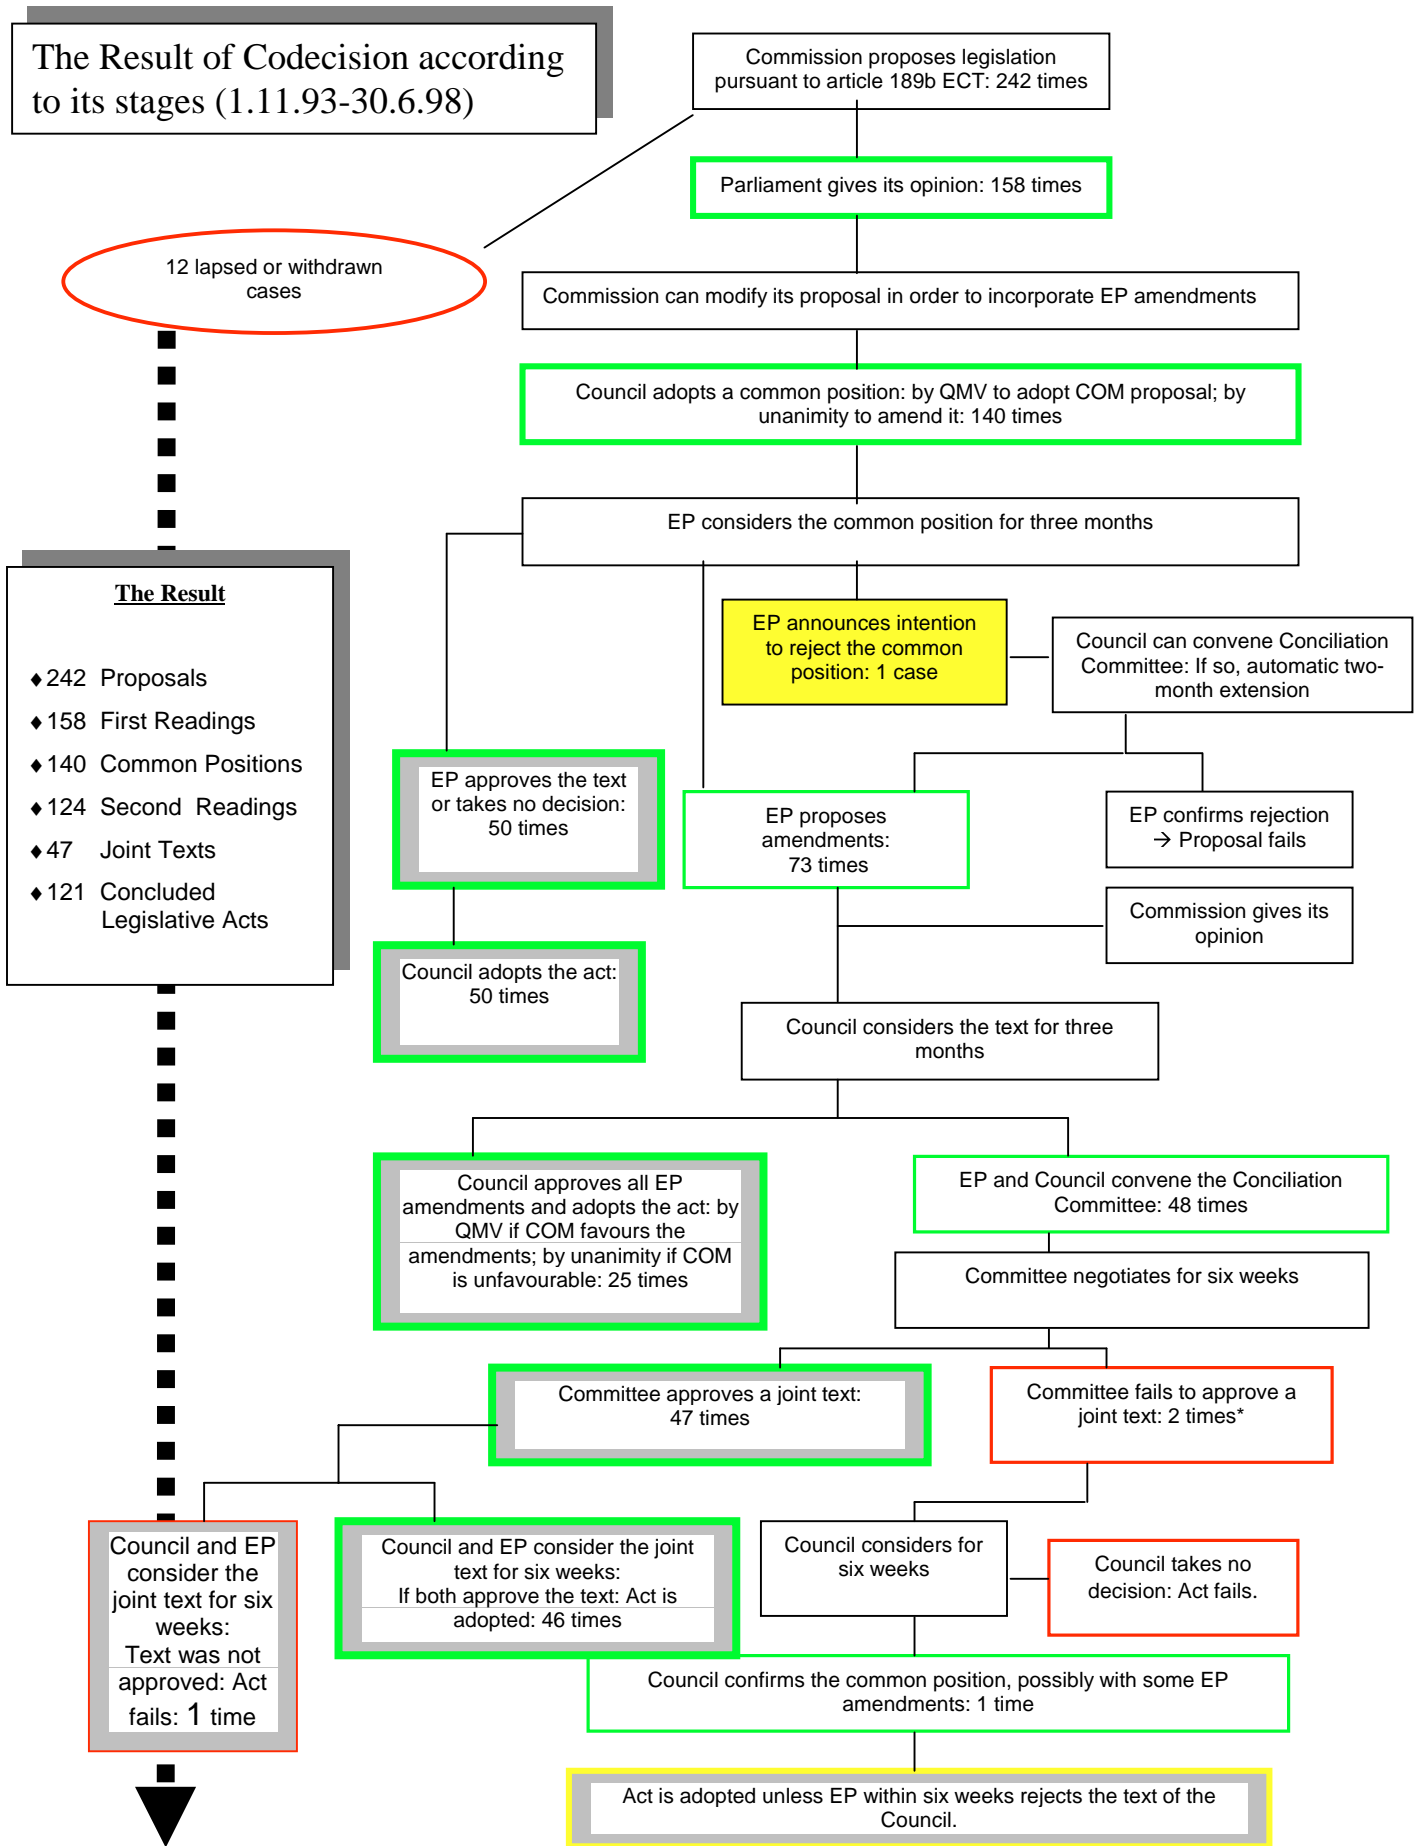 The Result of Codecision according
to its stages (1.11.93-30.6.98)
Commission proposes legislation
pursuant to article 189b ECT: 242 times
Parliament gives its opinion: 158 times
12 lapsed or withdrawn
cases
Commission can modify its proposal in order to incorporate EP amendments
Council adopts a common position: by QMV to adopt COM proposal; by
unanimity to amend it: 140 times
EP considers the common position for three months
The Result
♦ 242 Proposals
♦ 158 First Readings
♦ 140 Common Positions
♦ 124 Second Readings
♦ 47 Joint Texts
♦ 121 Concluded
Legislative Acts
EP announces intention
to reject the common
position: 1 case
Council can convene Conciliation
Committee: If so, automatic two-
month extension
EP approves the text
or takes no decision:
50 times
EP proposes
amendments:
73 times
EP confirms rejection
→ Proposal fails
Commission gives its
opinion
Council adopts the act:
50 times
Council considers the text for three
months
Council approves all EP
amendments and adopts the act: by
QMV if COM favours the
amendments; by unanimity if COM
is unfavourable: 25 times
EP and Council convene the Conciliation
Committee: 48 times
Committee negotiates for six weeks
Committee approves a joint text:
47 times
Committee fails to approve a
joint text: 2 times*
Council and EP
consider the
joint text for six
weeks:
Text was not
approved: Act
fails: 1 time
Council and EP consider the joint
text for six weeks:
If both approve the text: Act is
adopted: 46 times
Council considers for
six weeks
Council takes no
decision: Act fails.
Council confirms the common position, possibly with some EP
amendments: 1 time
Act is adopted unless EP within six weeks rejects the text of the
Council.